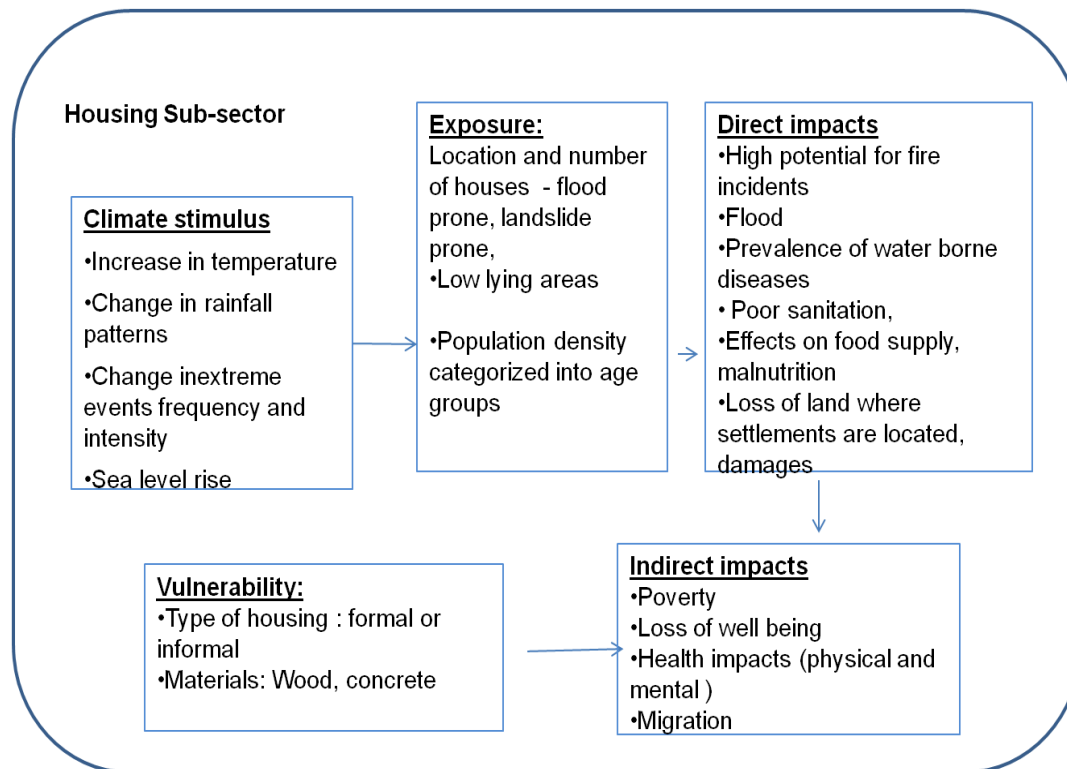 Housing Sub-sector
Climate stimulus
•Increase in temperature
•Change in rainfall
patterns
•Change inextreme
events frequency and
intensity
•Sea level rise
Exposure:
Location and number
of houses - flood
prone, landslide
prone,
•Low lying areas
•Population density
categorized into age
groups
Direct impacts
•High potential for fire
incidents
•Flood
•Prevalence of water borne
diseases
• Poor sanitation,
•Effects on food supply,
malnutrition
•Loss of land where
settlements are located,
damages
Vulnerability:
•Type of housing : formal or
informal
•Materials: Wood, concrete
Indirect impacts
•Poverty
•Loss of well being
•Health impacts (physical and
mental )
•Migration